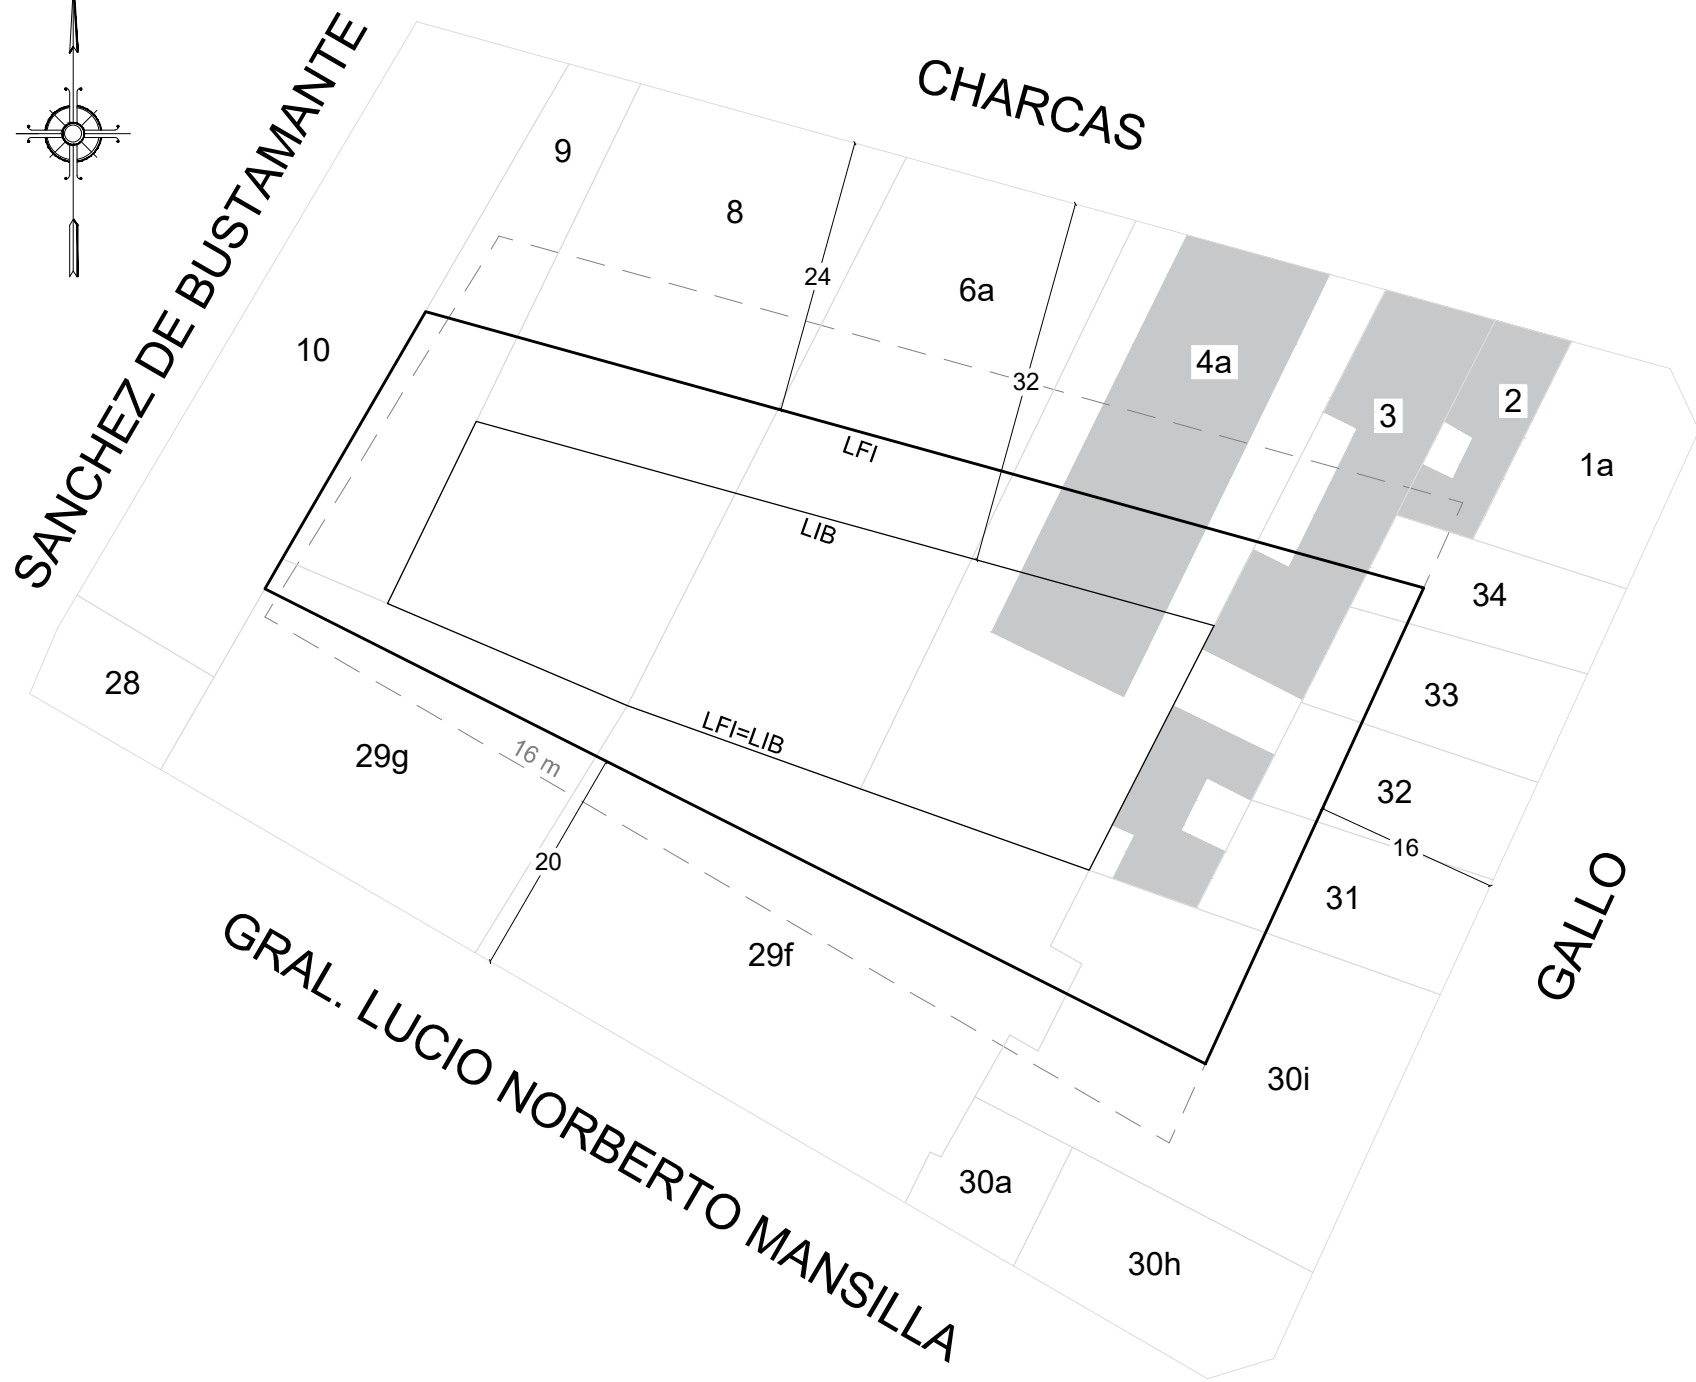 CHARCAS
SANCHEZ DE BUSTAMANTE
9
8
24
6a
32
10
4a
3
2
1a
LFI
LIB
34
33
28
29g
16 m
LFI=LIB
32
16
31
20
29f
GALLO
GRAL. LUCIO NORBERTO MANSILLA
30i
30a
30h